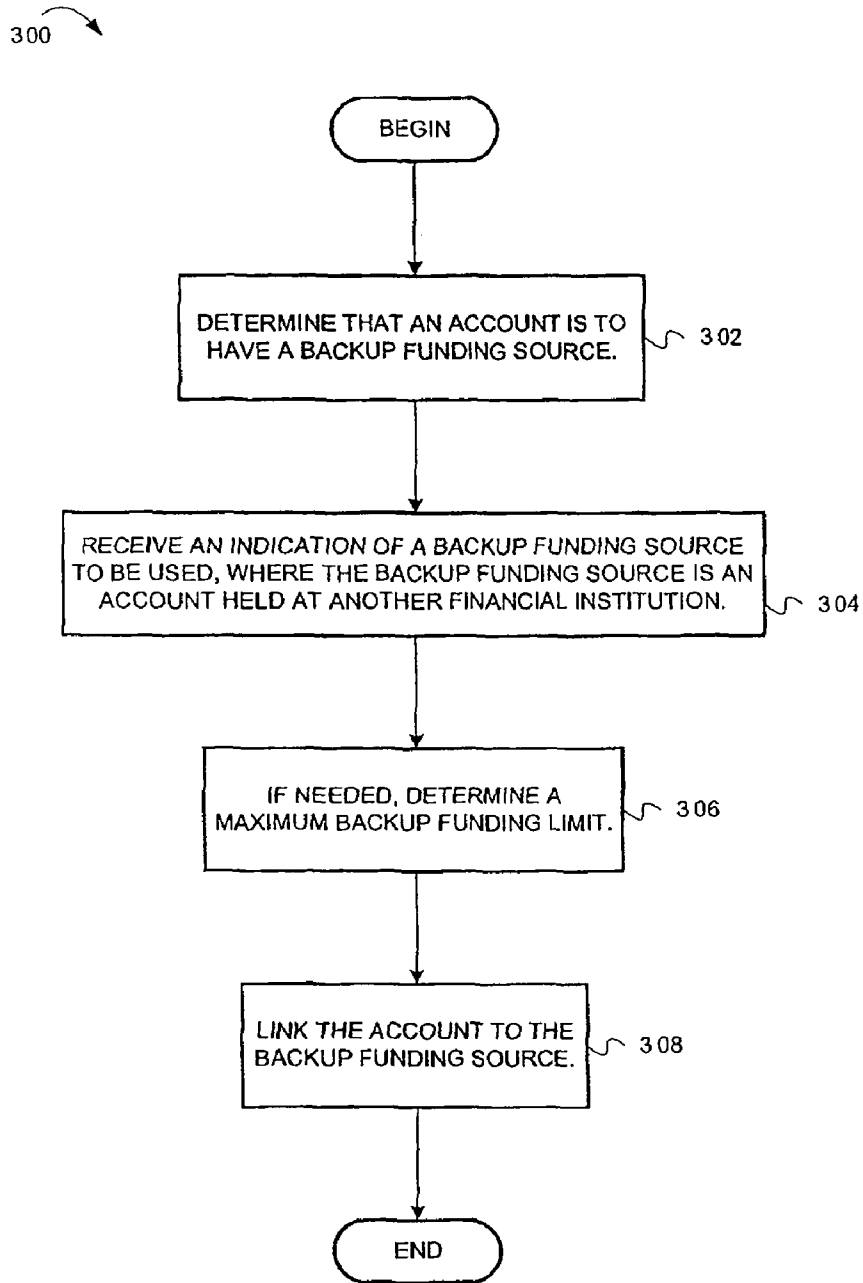 300
BEGIN
DETERMINE THAT AN ACCOUNT IS TO
HAVE A BACKUP FUNDING SOURCE.
302
RECEIVE AN INDICATION OF A BACKUP FUNDING SOURCE
TO BE USED, WHERE THE BACKUP FUNDING SOURCE IS AN
ACCOUNT HELD AT ANOTHER FINANCIAL INSTITUTION.
304
IF NEEDED, DETERMINE A
MAXIMUM BACKUP FUNDING LIMIT.
306
LINK THE ACCOUNT TO THE
BACKUP FUNDING SOURCE.
308
END